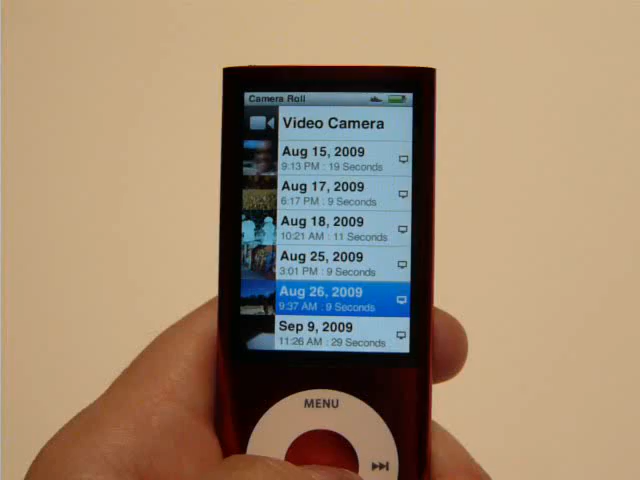 Camera Roll
Video Camera
Aug 15, 2009
9:13 PM : 19 Seconds
Aug 17, 2009
6:17 PM : 9 Seconds
Aug 18, 2009
10:21 AM : 11 Seconds
Aug 25, 2009
3:01 PM : 9 Seconds
Aug 26, 2009
9:37 AM : 9 Seconds
Sep 9, 2009
11:26 AM : 29 Seconds
MENU